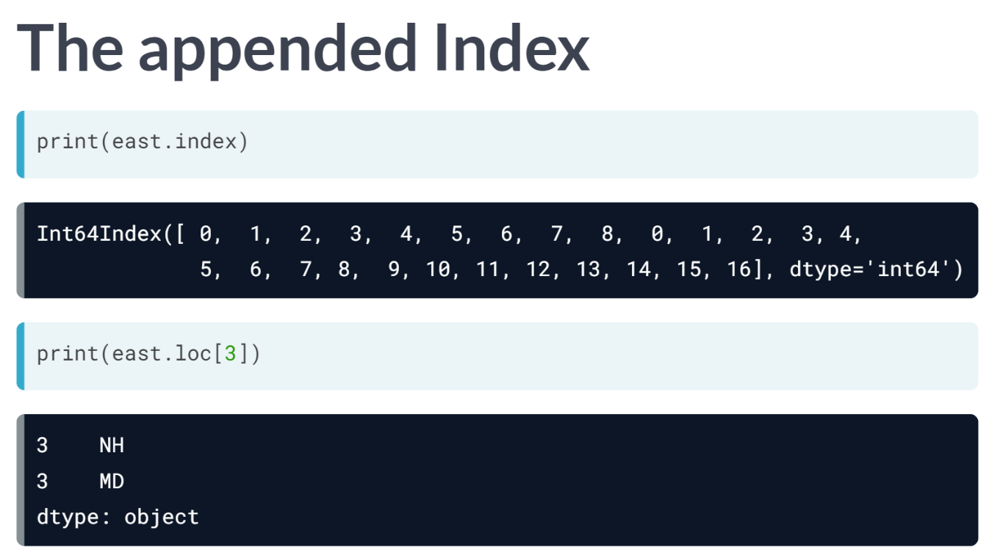 The appended Index
print(east.index)
Int64Index([ 0,  1,  2,  3,  4,  5,  6,  7,  8,  0,  1,  2,  3, 4,
             5,  6,  7, 8,  9, 10, 11, 12, 13, 14, 15, 16], dtype='int64')
print(east.loc[3])
3    NH
3    MD
dtype: object